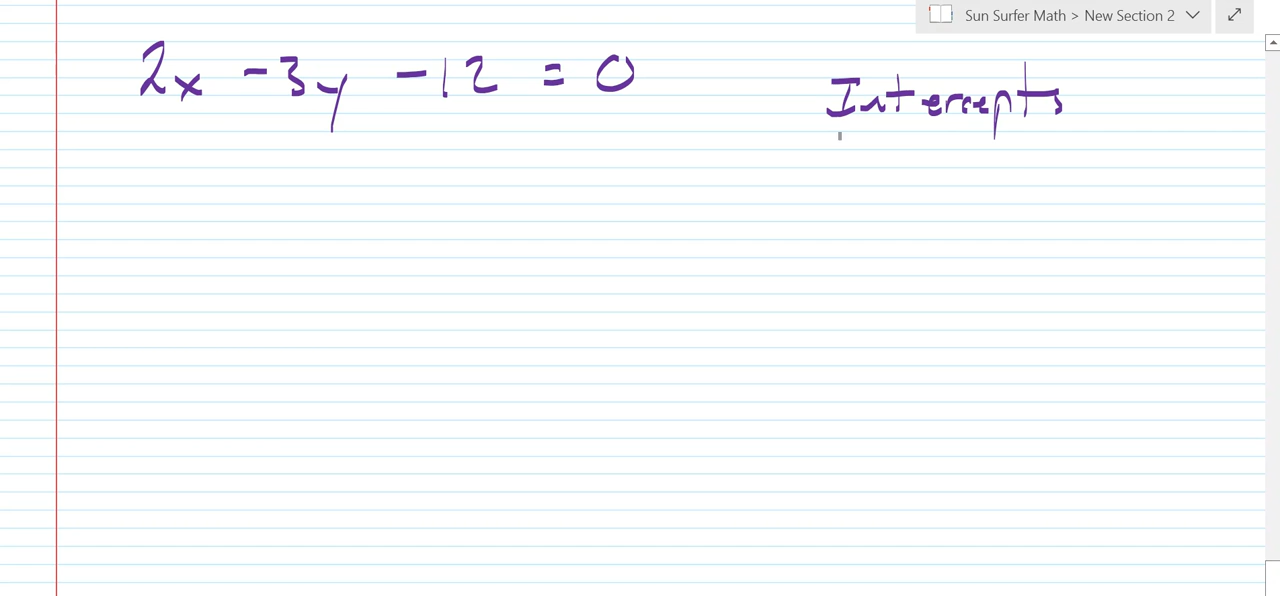 Sun Surfer Math > New Section 2
2x - 3y - 12 = 0
Intercepts